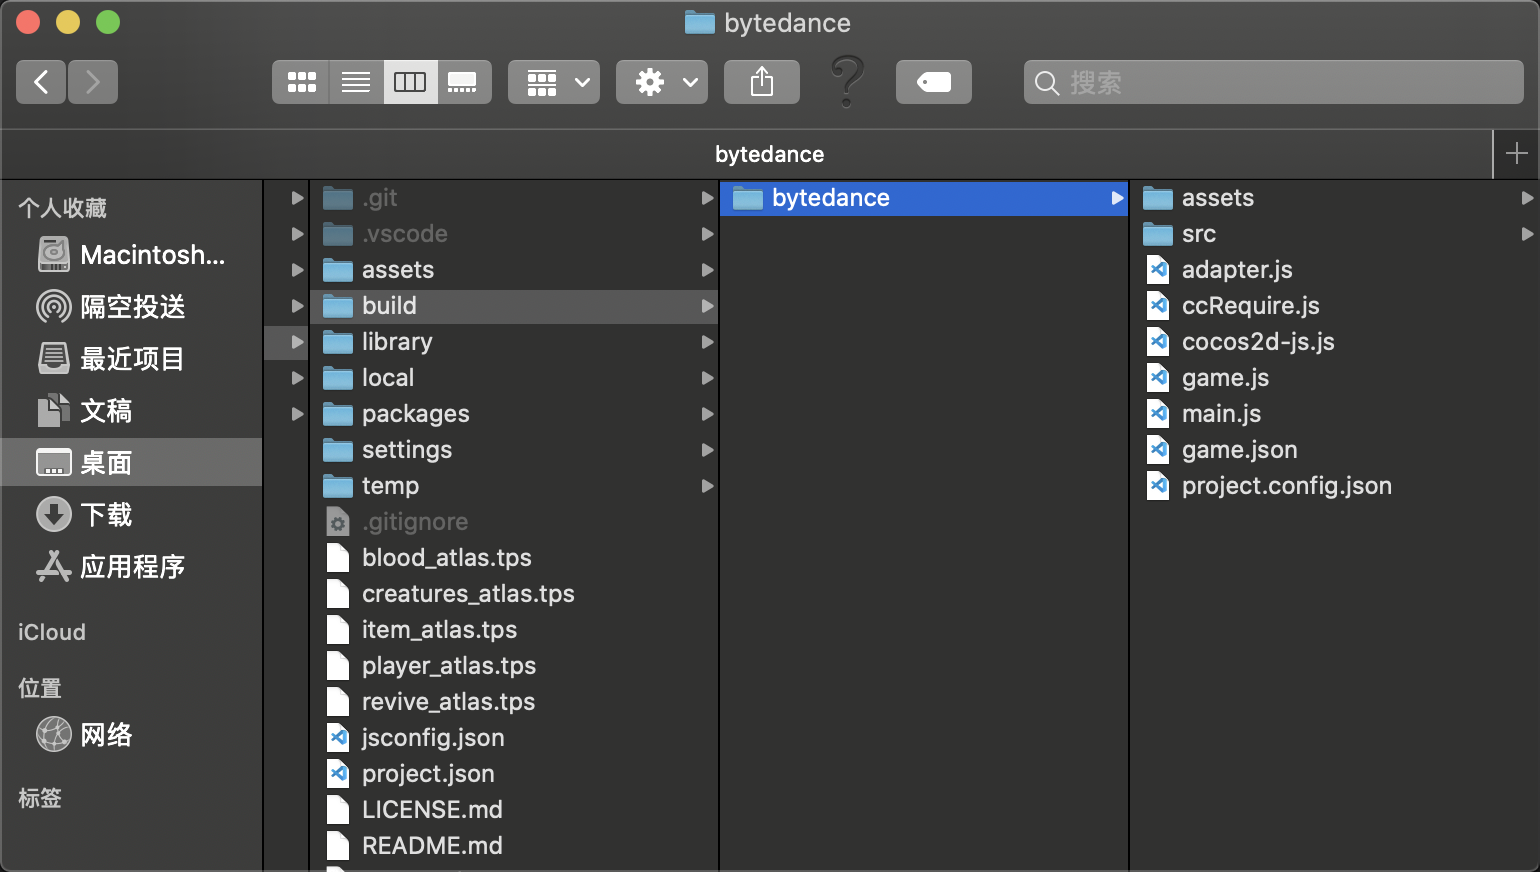 bytedance
搜索
bytedance
个人收藏
Macintosh...
隔空投送
最近项目
文稿
桌面
下载
应用程序
iCloud
位置
网络
标签
.git
.vscode
assets
build
library
local
packages
settings
temp
.gitignore
blood_atlas.tps
creatures_atlas.tps
item_atlas.tps
player_atlas.tps
revive_atlas.tps
jsconfig.json
project.json
LICENSE.md
README.md
bytedance
assets
src
adapter.js
ccRequire.js
cocos2d-js.js
game.js
main.js
game.json
project.config.json